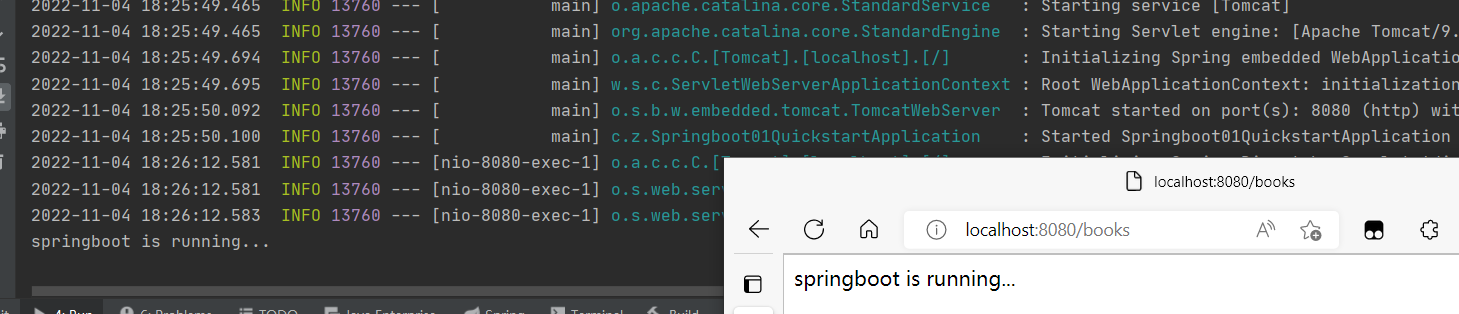 2022-11-04 18:25:49.465  INFO 13760 --- [           main] o.apache.catalina.core.StandardService   : Starting service [Tomcat]
2022-11-04 18:25:49.465  INFO 13760 --- [           main] org.apache.catalina.core.StandardEngine  : Starting Servlet engine: [Apache Tomcat/9.
2022-11-04 18:25:49.694  INFO 13760 --- [           main] o.a.c.c.C.[Tomcat].[localhost].[/]       : Initializing Spring embedded WebApplication
2022-11-04 18:25:49.695  INFO 13760 --- [           main] w.s.c.ServletWebServerApplicationContext : Root WebApplicationContext: initialization
2022-11-04 18:25:50.092  INFO 13760 --- [           main] o.s.b.w.embedded.tomcat.TomcatWebServer  : Tomcat started on port(s): 8080 (http) wit
2022-11-04 18:25:50.100  INFO 13760 --- [           main] c.z.Springboot01QuickstartApplication    : Started Springboot01QuickstartApplication
2022-11-04 18:26:12.581  INFO 13760 --- [nio-8080-exec-1] o.a.c.c.C.
2022-11-04 18:26:12.581  INFO 13760 --- [nio-8080-exec-1] o.s.web.serv
2022-11-04 18:26:12.583  INFO 13760 --- [nio-8080-exec-1] o.s.web.serv
springboot is running...
localhost:8080/books
localhost:8080/books
springboot is running...
4: Run 6: Problems TODO Java Enterprise Spring Terminal Build